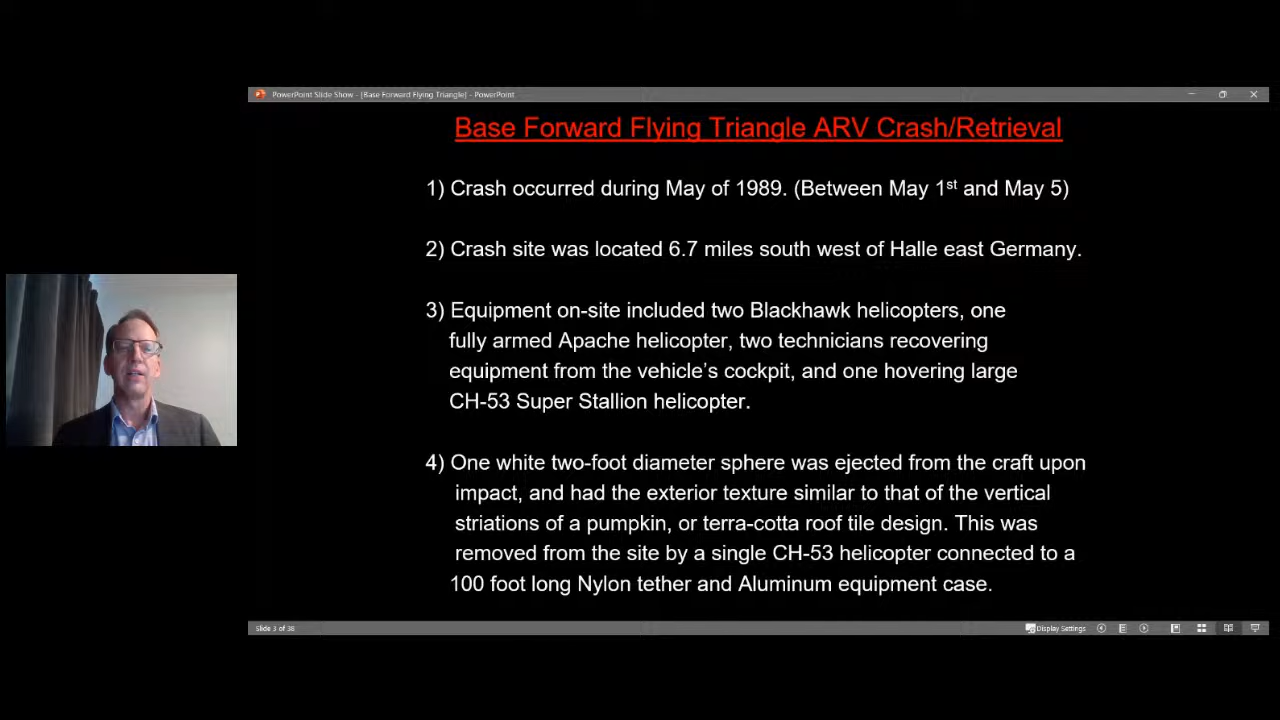 PowerPoint Slide Show - [Base Forward Flying Triangle] - PowerPoint
Base Forward Flying Triangle ARV Crash/Retrieval
1) Crash occurred during May of 1989. (Between May 1st and May 5)
2) Crash site was located 6.7 miles south west of Halle east Germany.
3) Equipment on-site included two Blackhawk helicopters, one
fully armed Apache helicopter, two technicians recovering
equipment from the vehicle's cockpit, and one hovering large
CH-53 Super Stallion helicopter.
4) One white two-foot diameter sphere was ejected from the craft upon
impact, and had the exterior texture similar to that of the vertical
striations of a pumpkin, or terra-cotta roof tile design. This was
removed from the site by a single CH-53 helicopter connected to a
100 foot long Nylon tether and Aluminum equipment case.
Slide 3 of 38
Display Settings